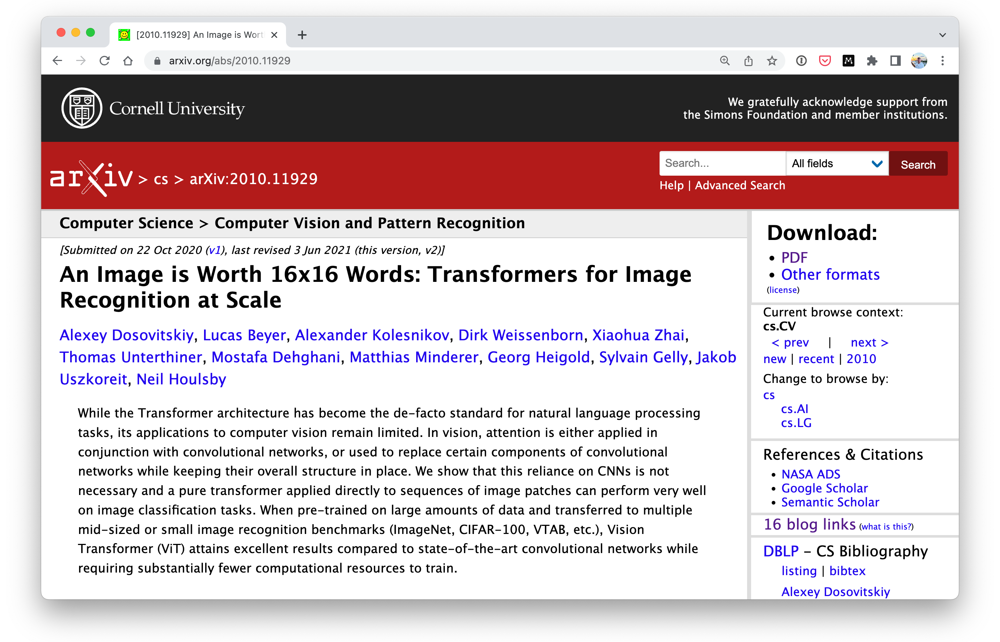 [2010.11929] An Image is Wort
arxiv.org/abs/2010.11929
Cornell University
We gratefully acknowledge support from
the Simons Foundation and member institutions.
arXiv > cs > arXiv:2010.11929
Search...
All fields
Search
Help | Advanced Search
Computer Science > Computer Vision and Pattern Recognition
[Submitted on 22 Oct 2020 (v1), last revised 3 Jun 2021 (this version, v2)]
An Image is Worth 16x16 Words: Transformers for Image
Recognition at Scale
Alexey Dosovitskiy, Lucas Beyer, Alexander Kolesnikov, Dirk Weissenborn, Xiaohua Zhai,
Thomas Unterthiner, Mostafa Dehghani, Matthias Minderer, Georg Heigold, Sylvain Gelly, Jakob
Uszkoreit, Neil Houlsby
While the Transformer architecture has become the de-facto standard for natural language processing
tasks, its applications to computer vision remain limited. In vision, attention is either applied in
conjunction with convolutional networks, or used to replace certain components of convolutional
networks while keeping their overall structure in place. We show that this reliance on CNNs is not
necessary and a pure transformer applied directly to sequences of image patches can perform very well
on image classification tasks. When pre-trained on large amounts of data and transferred to multiple
mid-sized or small image recognition benchmarks (ImageNet, CIFAR-100, VTAB, etc.), Vision
Transformer (ViT) attains excellent results compared to state-of-the-art convolutional networks while
requiring substantially fewer computational resources to train.
Download:
• PDF
• Other formats
(license)
Current browse context:
cs.CV
< prev | next >
new | recent | 2010
Change to browse by:
cs
cs.AI
cs.LG
References & Citations
• NASA ADS
• Google Scholar
• Semantic Scholar
16 blog links (what is this?)
DBLP - CS Bibliography
listing | bibtex
Alexey Dosovitskiy